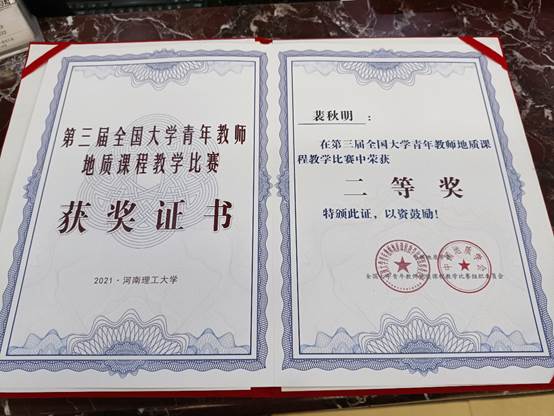 第三届全国大学青年教师
地质课程教学比赛
获奖证书
2021·河南理工大学
裴秋明：
在第三届全国大学青年教师地质课
程教学比赛中荣获
二等奖
特颁此证，以资鼓励！